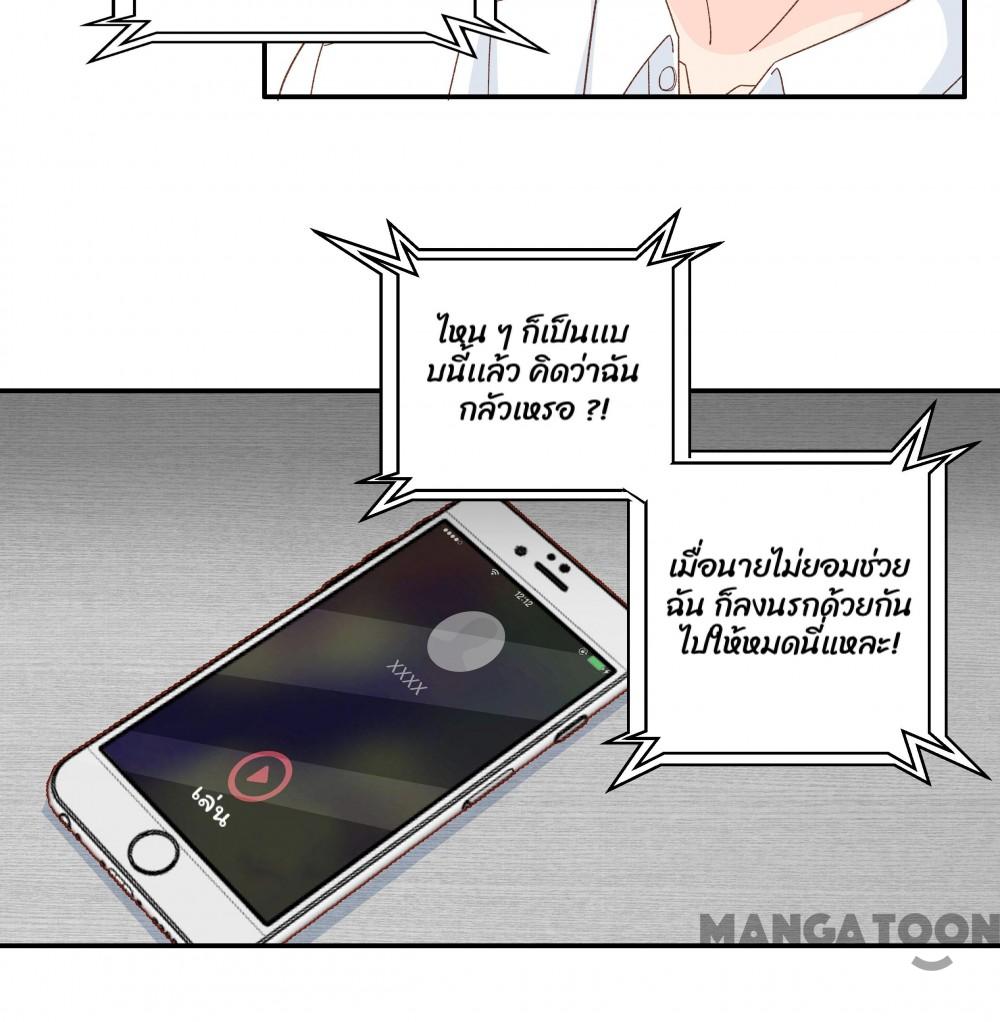 ไหน ๆ ก็เป็นแบ
บนี้แล้ว คิดว่าฉัน
กลัวเหรอ ?!
เมื่อนายไม่ยอมช่วย
ฉัน ก็ลงนรกด้วยกัน
ไปให้หมดนี่แหละ!
12:12
XXXX
เล่น
MANGATOON